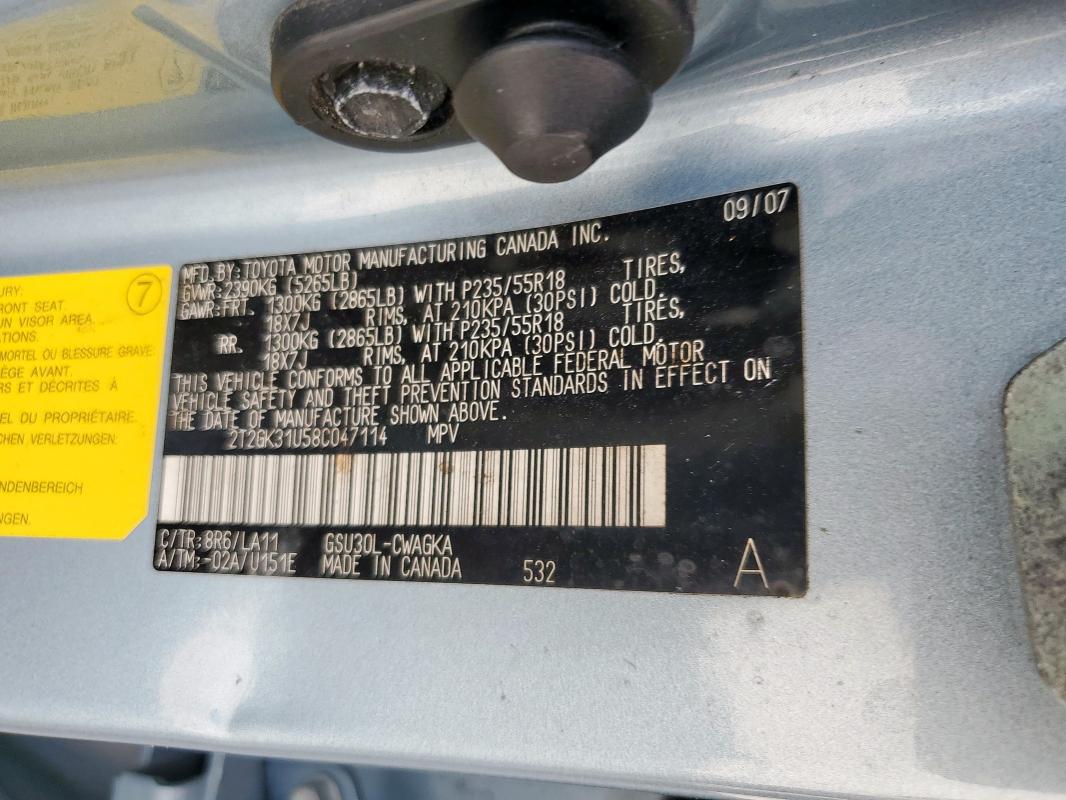 09/07
MFD.BY:TOYOTA MOTOR MANUFACTURING CANADA INC.
GVWR:2390KG (5265LB)
GAWR:FRT. 1300KG (2865LB) WITH P235/55R18 TIRES,
18X7J RIMS, AT 210KPA (30PSI) COLD.
RR. 1300KG (2865LB) WITH P235/55R18 TIRES,
18X7J RIMS, AT 210KPA (30PSI) COLD.
THIS VEHICLE CONFORMS TO ALL APPLICABLE FEDERAL MOTOR
VEHICLE SAFETY AND THEFT PREVENTION STANDARDS IN EFFECT ON
THE DATE OF MANUFACTURE SHOWN ABOVE.
2T2GK31U58C047114 MPV
C/TR:8R6/LA11 GSU30L-CWAGKA
A/TM:-02A/U151E MADE IN CANADA 532 A
7
URY:
FRONT SEAT.
UN VISOR AREA.
ATIONS.
MORTEL OU BLESSURE GRAVE.
IÈGE AVANT.
RS ET DÉCRITES À
EL DU PROPRIÉTAIRE.
CHEN VERLETZUNG:
NDENBEREICH
NGEN.